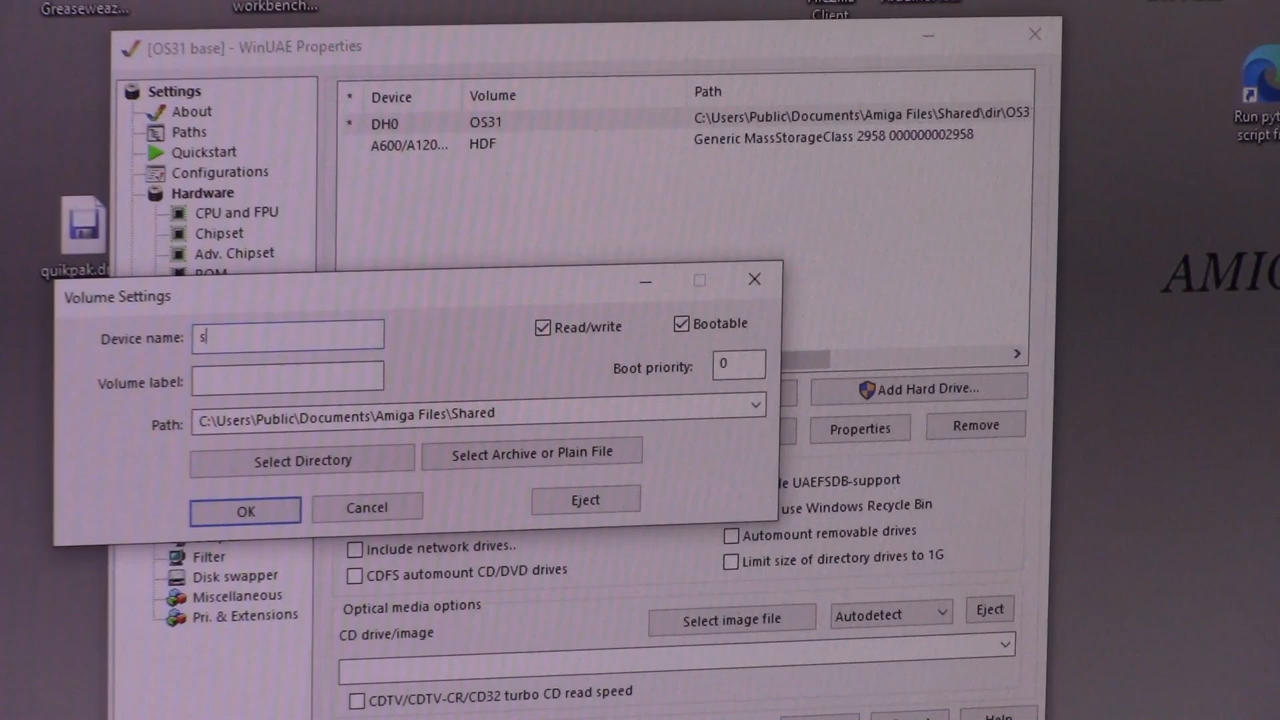 Greaseweaz...
workbench...
Client
[OS31 base] - WinUAE Properties
Settings
About
Paths
Quickstart
Configurations
Hardware
CPU and FPU
Chipset
Adv. Chipset
ROM
* Device Volume Path
* DH0 OS31 C:\Users\Public\Documents\Amiga Files\Shared\dir\OS3
A600/A120... HDF Generic MassStorageClass 2958 000000002958
Run pyt
script f
quikpak.d
AMIG
Volume Settings
Device name: s
Read/write
Bootable
Volume label:
Boot priority: 0
Path: C:\Users\Public\Documents\Amiga Files\Shared
Select Directory
Select Archive or Plain File
OK
Cancel
Eject
Add Hard Drive...
Properties
Remove
le UAEFSDB-support
use Windows Recycle Bin
Include network drives..
Automount removable drives
CDFS automount CD/DVD drives
Limit size of directory drives to 1G
Filter
Disk swapper
Miscellaneous
Pri. & Extensions
Optical media options
CD drive/image
Select image file
Autodetect
Eject
CDTV/CDTV-CR/CD32 turbo CD read speed
Help